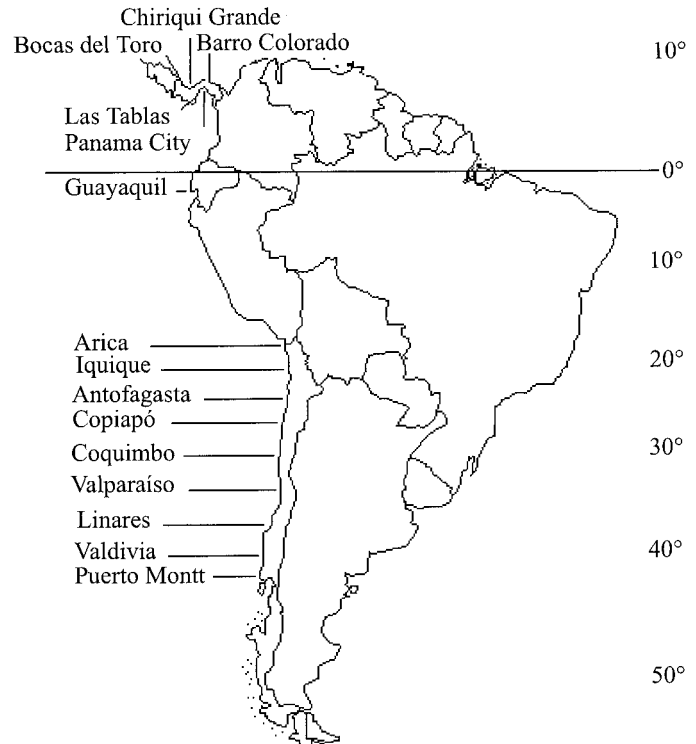 Chiriqui Grande
Bocas del Toro
Barro Colorado
10°
Las Tablas
Panama City
0°
Guayaquil
10°
Arica
20°
Iquique
Antofagasta
Copiapó
30°
Coquimbo
Valparaíso
Linares
40°
Valdivia
Puerto Montt
50°